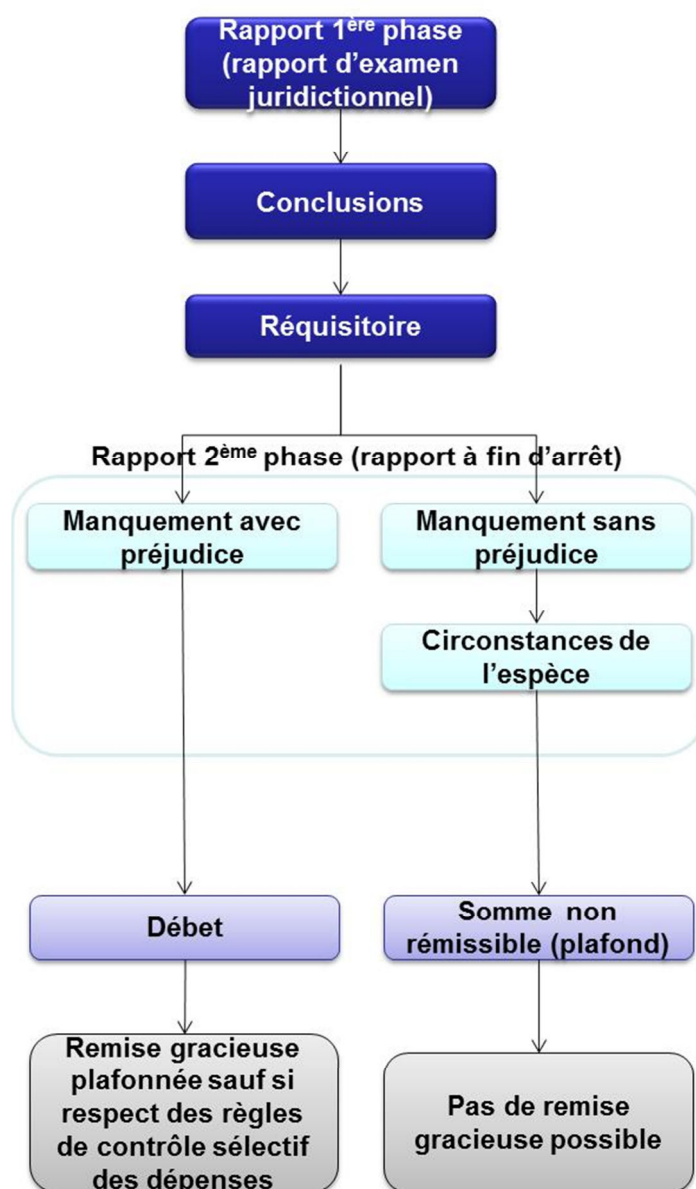 Rapport 1ère phase
(rapport d'examen
juridictionnel)
Conclusions
Réquisitoire
Rapport 2ème phase (rapport à fin d'arrêt)
Manquement avec
préjudice
Manquement sans
préjudice
Circonstances de
l'espèce
Débet
Somme non
rémissible (plafond)
Remise gracieuse
plafonnée sauf si
respect des règles
de contrôle sélectif
des dépenses
Pas de remise
gracieuse possible